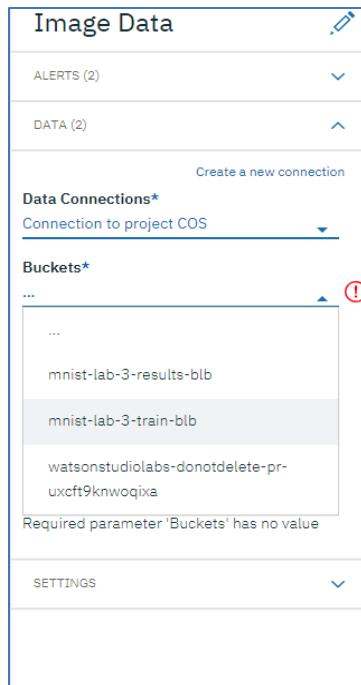 Image Data
ALERTS (2)
DATA (2)
Create a new connection
Data Connections*
Connection to project COS
Buckets*
...
...
mnist-lab-3-results-blb
mnist-lab-3-train-blb
watsonstudiolabs-donotdelete-pr-
uxcft9knwoqixa
Required parameter 'Buckets' has no value
SETTINGS